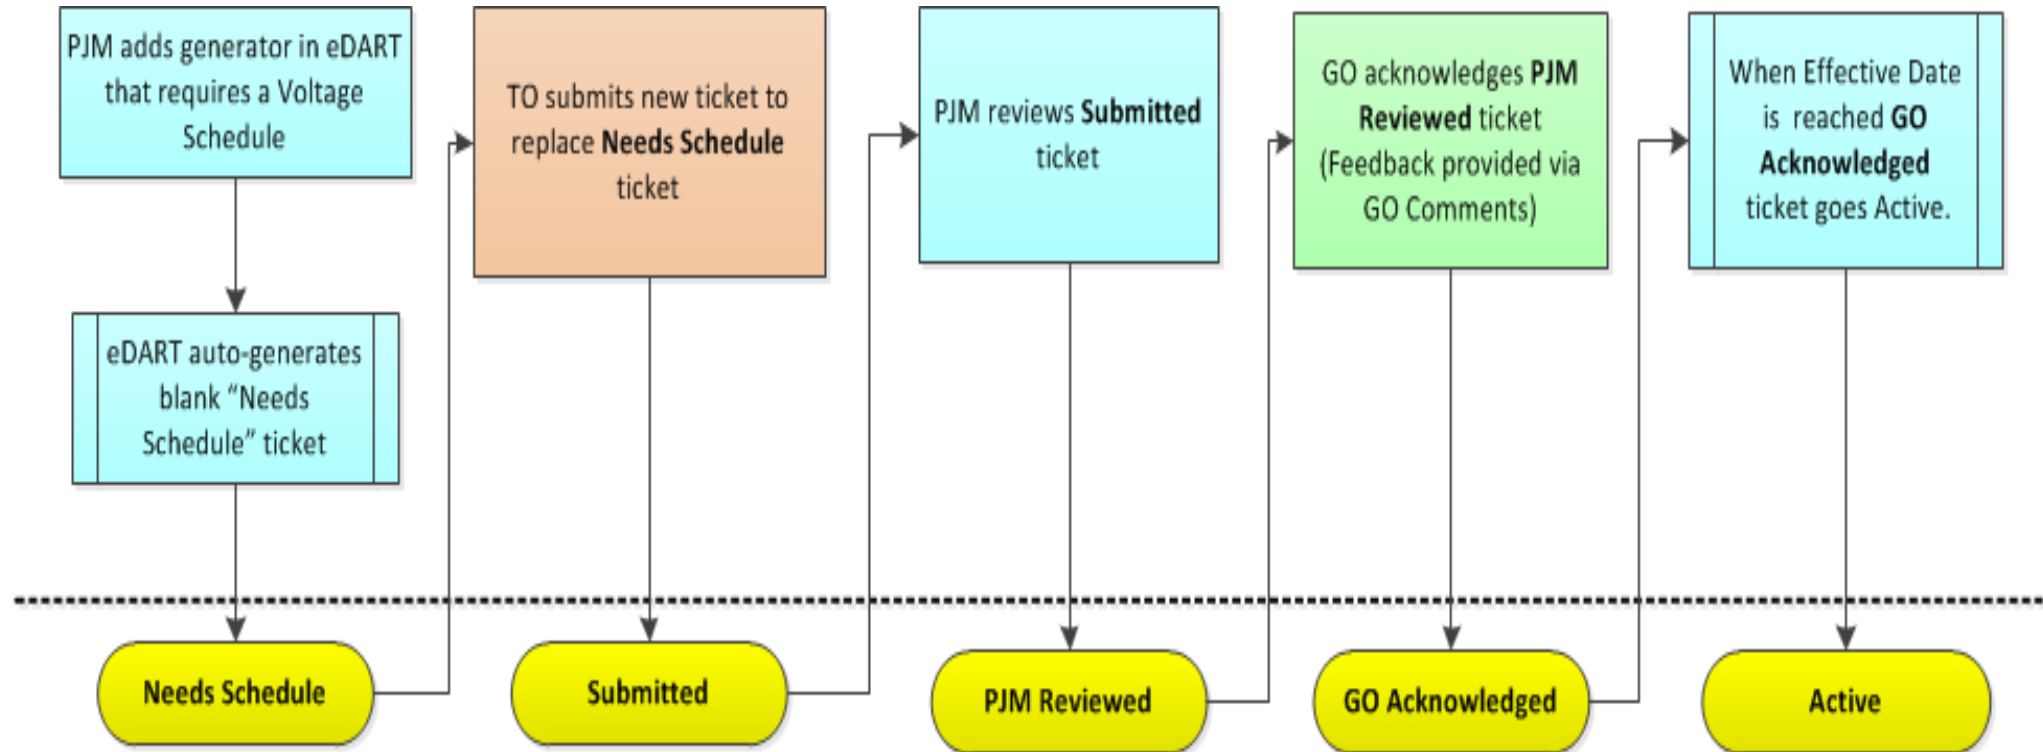 PJM adds generator in eDART
that requires a Voltage
Schedule
eDART auto-generates
blank “Needs
Schedule” ticket
TO submits new ticket to
replace Needs Schedule
ticket
PJM reviews Submitted
ticket
GO acknowledges PJM
Reviewed ticket
(Feedback provided via
GO Comments)
When Effective Date
is reached GO
Acknowledged
ticket goes Active.
Needs Schedule
Submitted
PJM Reviewed
GO Acknowledged
Active